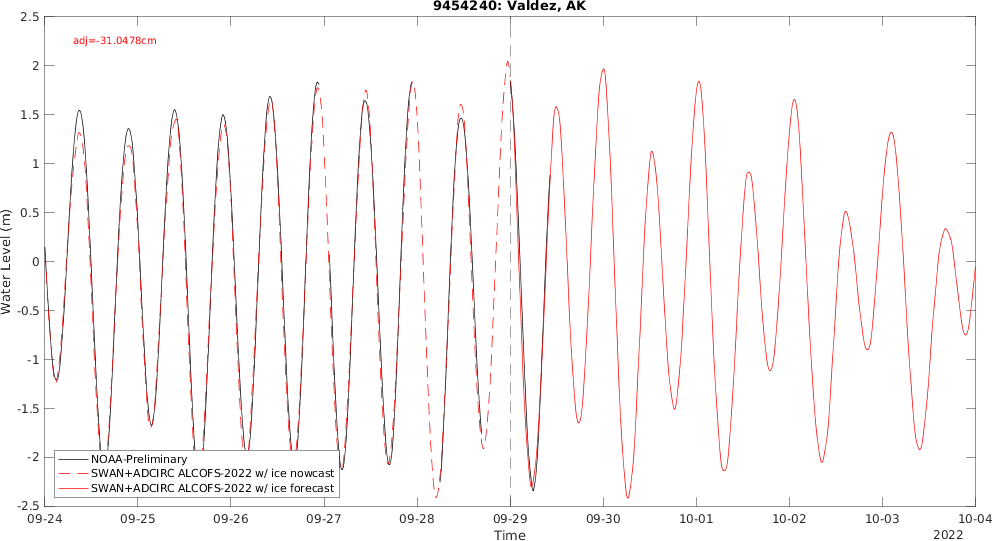 9454240: Valdez, AK
adj=-31.0478cm
2.5
2
1.5
1
0.5
0
-0.5
-1
-1.5
-2
-2.5
Water Level (m)
NOAA-Preliminary
SWAN+ADCIRC ALCOFS-2022 w/ ice nowcast
SWAN+ADCIRC ALCOFS-2022 w/ ice forecast
09-24 09-25 09-26 09-27 09-28 09-29 09-30 10-01 10-02 10-03 10-04
Time
2022